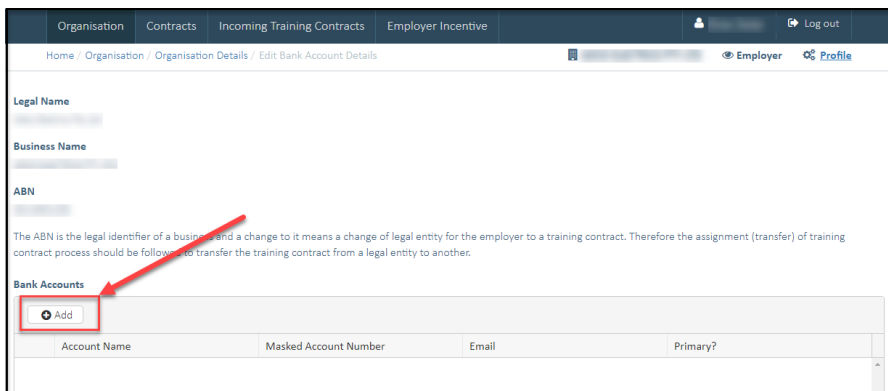 Organisation Contracts Incoming Training Contracts Employer Incentive Log out
Home / Organisation / Organisation Details / Edit Bank Account Details Employer Profile
Legal Name
Business Name
ABN
The ABN is the legal identifier of a business and a change to it means a change of legal entity for the employer to a training contract. Therefore the assignment (transfer) of training
contract process should be followed to transfer the training contract from a legal entity to another.
Bank Accounts
Add
Account Name Masked Account Number Email Primary?